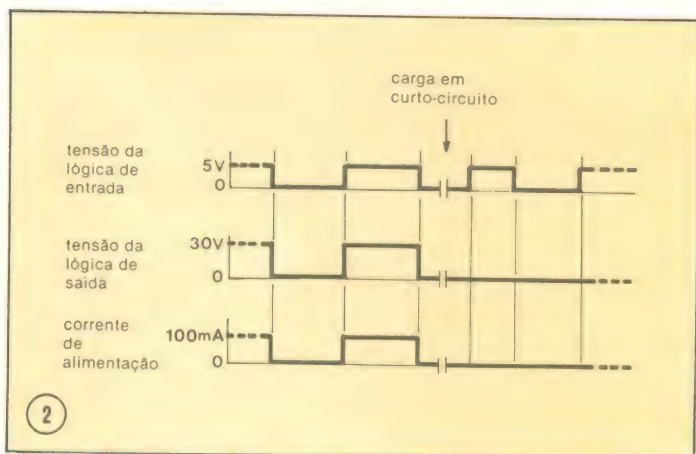 carga em
curto-circuito
tensão da
lógica de
entrada
5V
0
tensão da
lógica de
saída
30V
0
corrente
de
alimentação
100mA
0
2